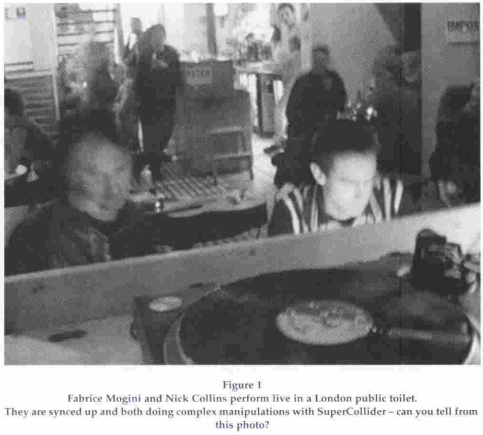 Figure 1
Fabrice Mogini and Nick Collins perform live in a London public toilet.
They are synced up and both doing complex manipulations with SuperCollider – can you tell from
this photo?